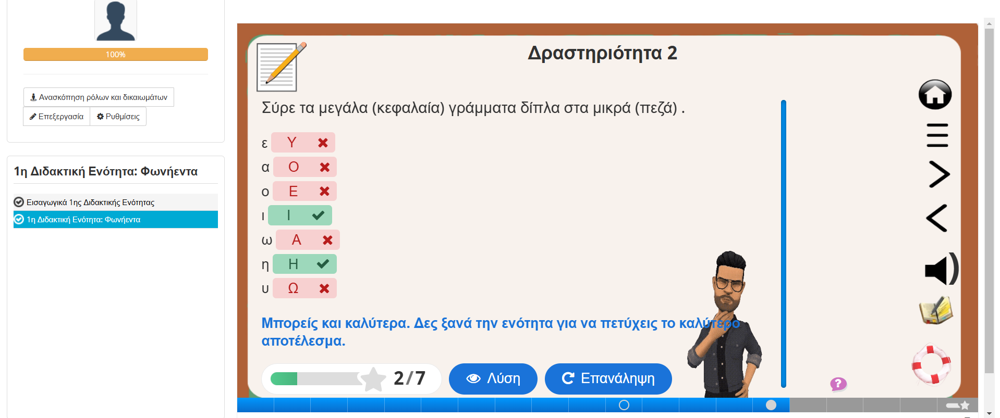 100%
Ανασκόπηση ρόλων και δικαιωμάτων
Επεξεργασία
Ρυθμίσεις
1η Διδακτική Ενότητα: Φωνήεντα
Εισαγωγικά 1ης Διδακτικής Ενότητας
1η Διδακτική Ενότητα: Φωνήεντα
Δραστηριότητα 2
Σύρε τα μεγάλα (κεφαλαία) γράμματα δίπλα στα μικρά (πεζά) .
ε Υ
α Ο
ο Ε
ι Ι
ω Α
η Η
υ Ω
Μπορείς και καλύτερα. Δες ξανά την ενότητα για να πετύχεις το καλύτερο
αποτέλεσμα.
2/7
Λύση
Επανάληψη
?